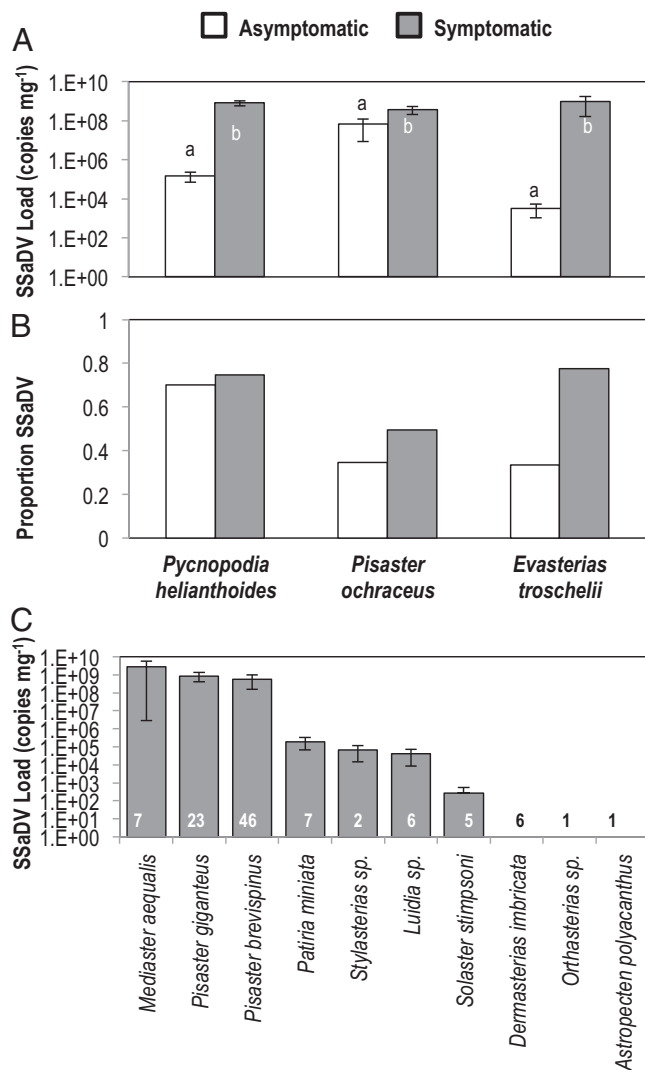 Asymptomatic Symptomatic
A
SSaDV Load (copies mg-1)
1.E+10
1.E+08
1.E+06
1.E+04
1.E+02
1.E+00
a b a b a b
B
Proportion SSaDV
1
0.8
0.6
0.4
0.2
0
Pycnopodia helianthoides
Pisaster ochraceus
Evasterias troschelii
C
SSaDV Load (copies mg-1)
1.E+10
1.E+09
1.E+08
1.E+07
1.E+06
1.E+05
1.E+04
1.E+03
1.E+02
1.E+01
1.E+00
7 23 46 7 2 6 5 6 1 1
Mediaster aequalis
Pisaster giganteus
Pisaster brevispinus
Patiria miniata
Stylasterias sp.
Luidia sp.
Solaster stimpsoni
Dermasterias imbricata
Orthasterias sp.
Astropecten polyacanthus